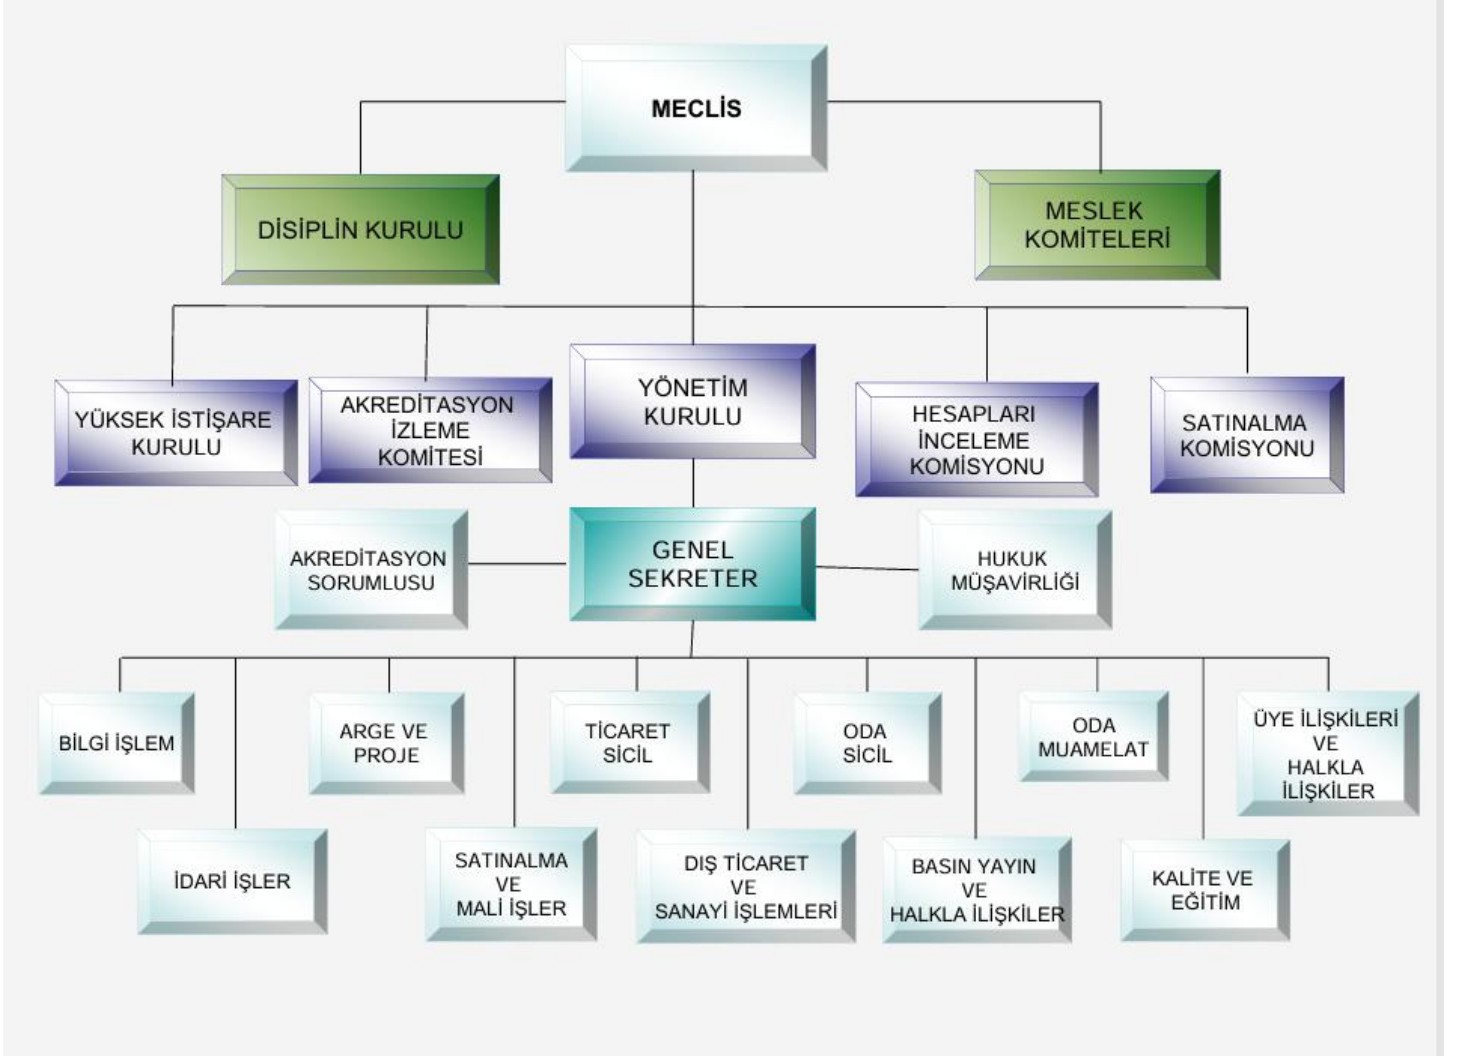 MECLİS
DİSİPLİN KURULU
MESLEK
KOMİTELERİ
YÜKSEK İSTİŞARE
KURULU
AKREDİTASYON
İZLEME
KOMİTESİ
YÖNETİM
KURULU
HESAPLARI
İNCELEME
KOMİSYONU
SATINALMA
KOMİSYONU
AKREDİTASYON
SORUMLUSU
GENEL
SEKRETER
HUKUK
MÜŞAVİRLİĞİ
BİLGİ İŞLEM
ARGE VE
PROJE
TİCARET
SİCİL
ODA
SİCİL
ODA
MUAMELAT
ÜYE İLİŞKİLERİ
VE
HALKLA
İLİŞKİLER
İDARİ İŞLER
SATINALMA
VE
MALİ İŞLER
DIŞ TİCARET
VE
SANAYİ İŞLEMLERİ
BASIN YAYIN
VE
HALKLA İLİŞKİLER
KALİTE VE
EĞİTİM